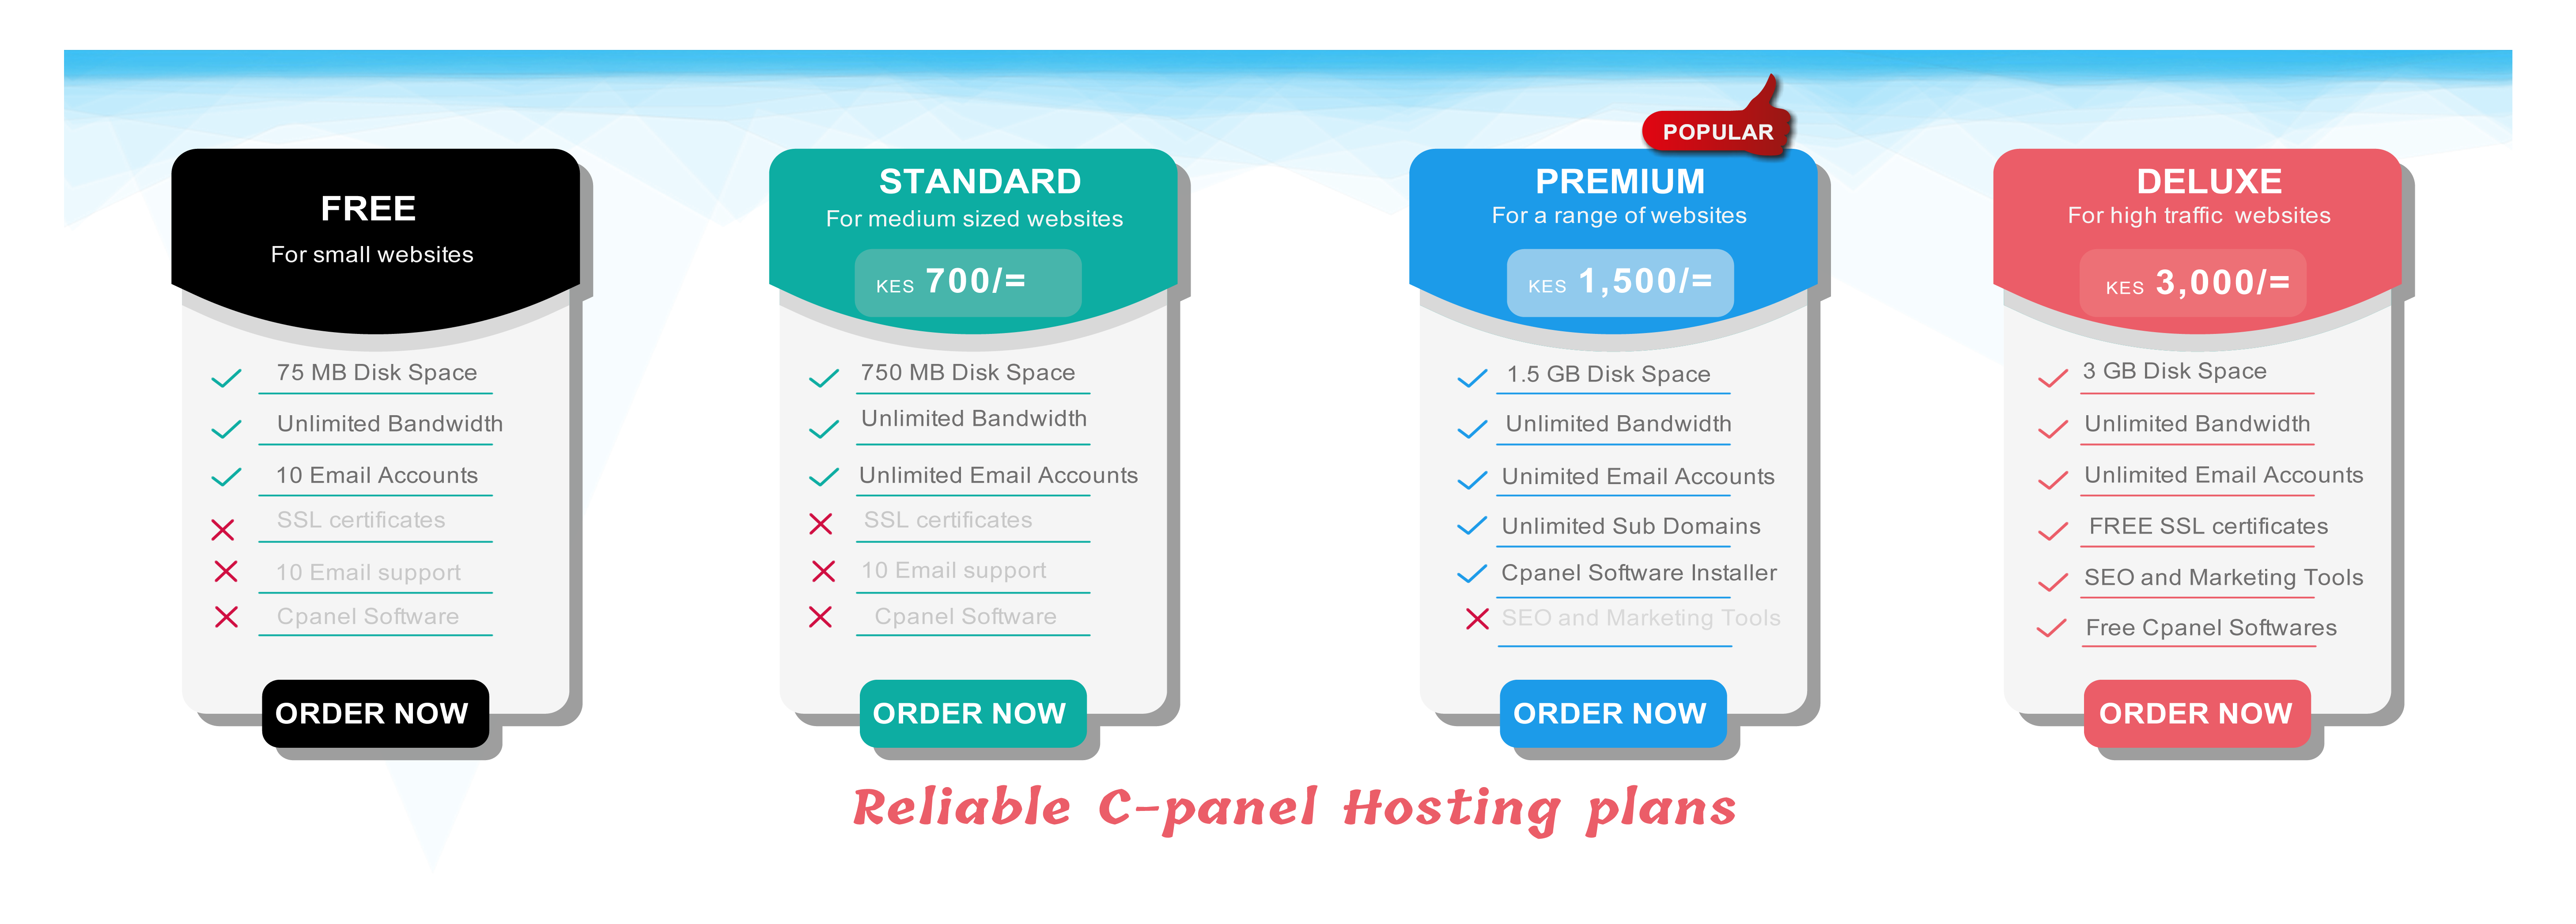 FREE
For small websites
75 MB Disk Space
Unlimited Bandwidth
10 Email Accounts
SSL certificates
10 Email support
Cpanel Software
ORDER NOW
STANDARD
For medium sized websites
KES 700/=
750 MB Disk Space
Unlimited Bandwidth
Unlimited Email Accounts
SSL certificates
10 Email support
Cpanel Software
ORDER NOW
POPULAR
PREMIUM
For a range of websites
KES 1,500/=
1.5 GB Disk Space
Unlimited Bandwidth
Unimited Email Accounts
Unlimited Sub Domains
Cpanel Software Installer
SEO and Marketing Tools
ORDER NOW
DELUXE
For high traffic websites
KES 3,000/=
3 GB Disk Space
Unlimited Bandwidth
Unlimited Email Accounts
FREE SSL certificates
SEO and Marketing Tools
Free Cpanel Softwares
ORDER NOW
Reliable C-panel Hosting plans